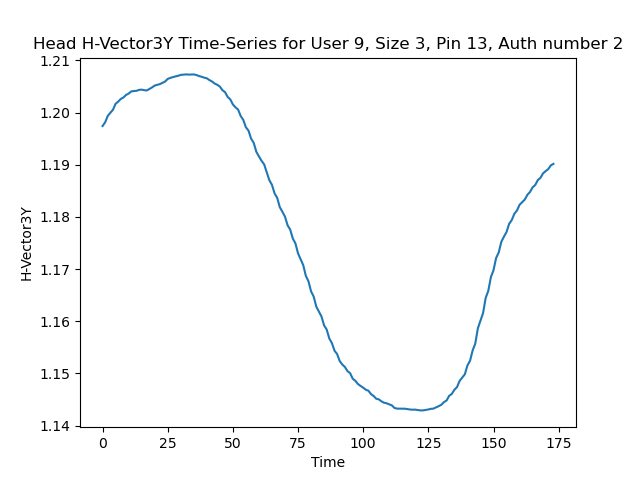 Head H-Vector3Y Time-Series for User 9, Size 3, Pin 13, Auth number 2
1.21
1.20
1.19
1.18
1.17
1.16
1.15
1.14
H-Vector3Y
0 25 50 75 100 125 150 175
Time